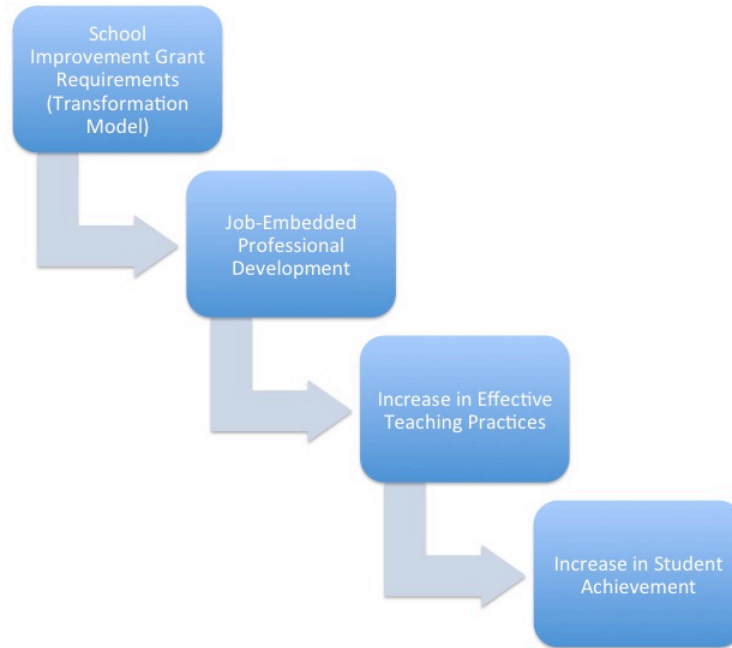 School
Improvement Grant
Requirements
(Transformation
Model)
Job-Embedded
Professional
Development
Increase in Effective
Teaching Practices
Increase in Student
Achievement